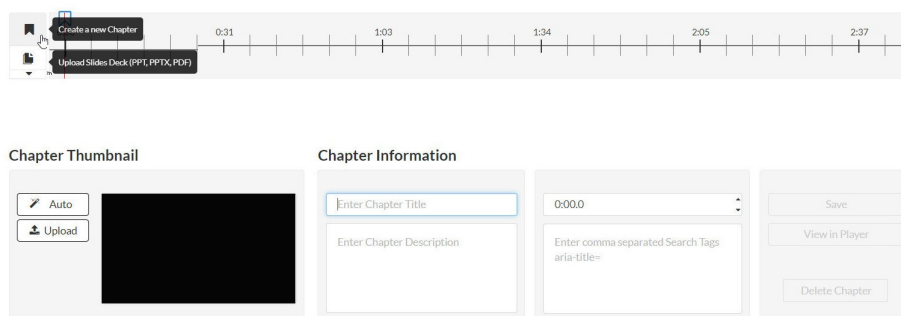 Create a new Chapter
0:31
1:03
1:34
2:05
2:37
Upload Slides Deck (PPT, PPTX, PDF)
Chapter Thumbnail
Chapter Information
Auto
Upload
Enter Chapter Title
0:00.0
Save
Enter Chapter Description
Enter comma separated Search Tags
aria-title=
View in Player
Delete Chapter